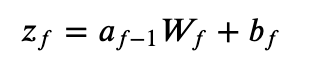 z_f = a_{f−1} W_f + b_f